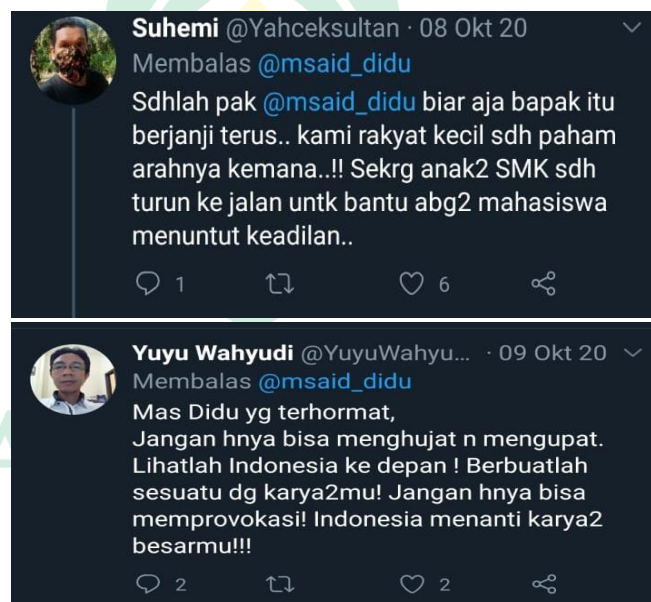 Suhemi @Yahceksultan · 08 Okt 20
Membalas @msaid_didu
Sdhlah pak @msaid_didu biar aja bapak itu
berjanji terus.. kami rakyat kecil sdh paham
arahnya kemana..!! Sekrg anak2 SMK sdh
turun ke jalan untk bantu abg2 mahasiswa
menuntut keadilan..
1 6
Yuyu Wahyudi @YuyuWahyu... · 09 Okt 20
Membalas @msaid_didu
Mas Didu yg terhormat,
Jangan hnya bisa menghujat n mengupat.
Lihatlah Indonesia ke depan ! Berbuatlah
sesuatu dg karya2mu! Jangan hnya bisa
memprovokasi! Indonesia menanti karya2
besarmu!!!
2 2